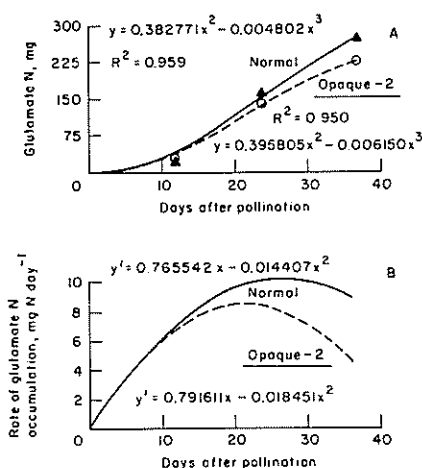 y = 0.382771x² - 0.004802x³
A
300
225
150
75
0
Glutamate N, mg
R² = 0.959
Normal
Opaque-2
R² = 0.950
y = 0.395805x² - 0.006150x³
0 10 20 30 40
Days after pollination
y' = 0.765542x - 0.014407x²
B
10
8
6
4
2
0
Rate of glutamate N
accumulation, mg N day⁻¹
Normal
Opaque-2
y' = 0.791611x - 0.018451x²
0 10 20 30 40
Days after pollination